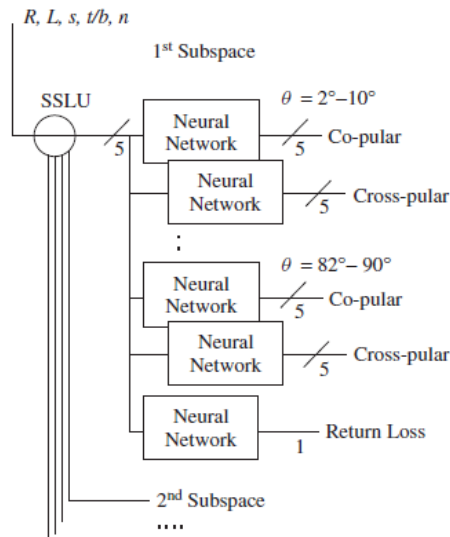 R, L, s, t/b, n
1st Subspace
SSLU
θ = 2°–10°
Neural
Network
5
5
Co-pular
Neural
Network
5
Cross-pular
⋮
θ = 82°– 90°
Neural
Network
5
Co-pular
Neural
Network
5
Cross-pular
Neural
Network
1
Return Loss
2nd Subspace
....